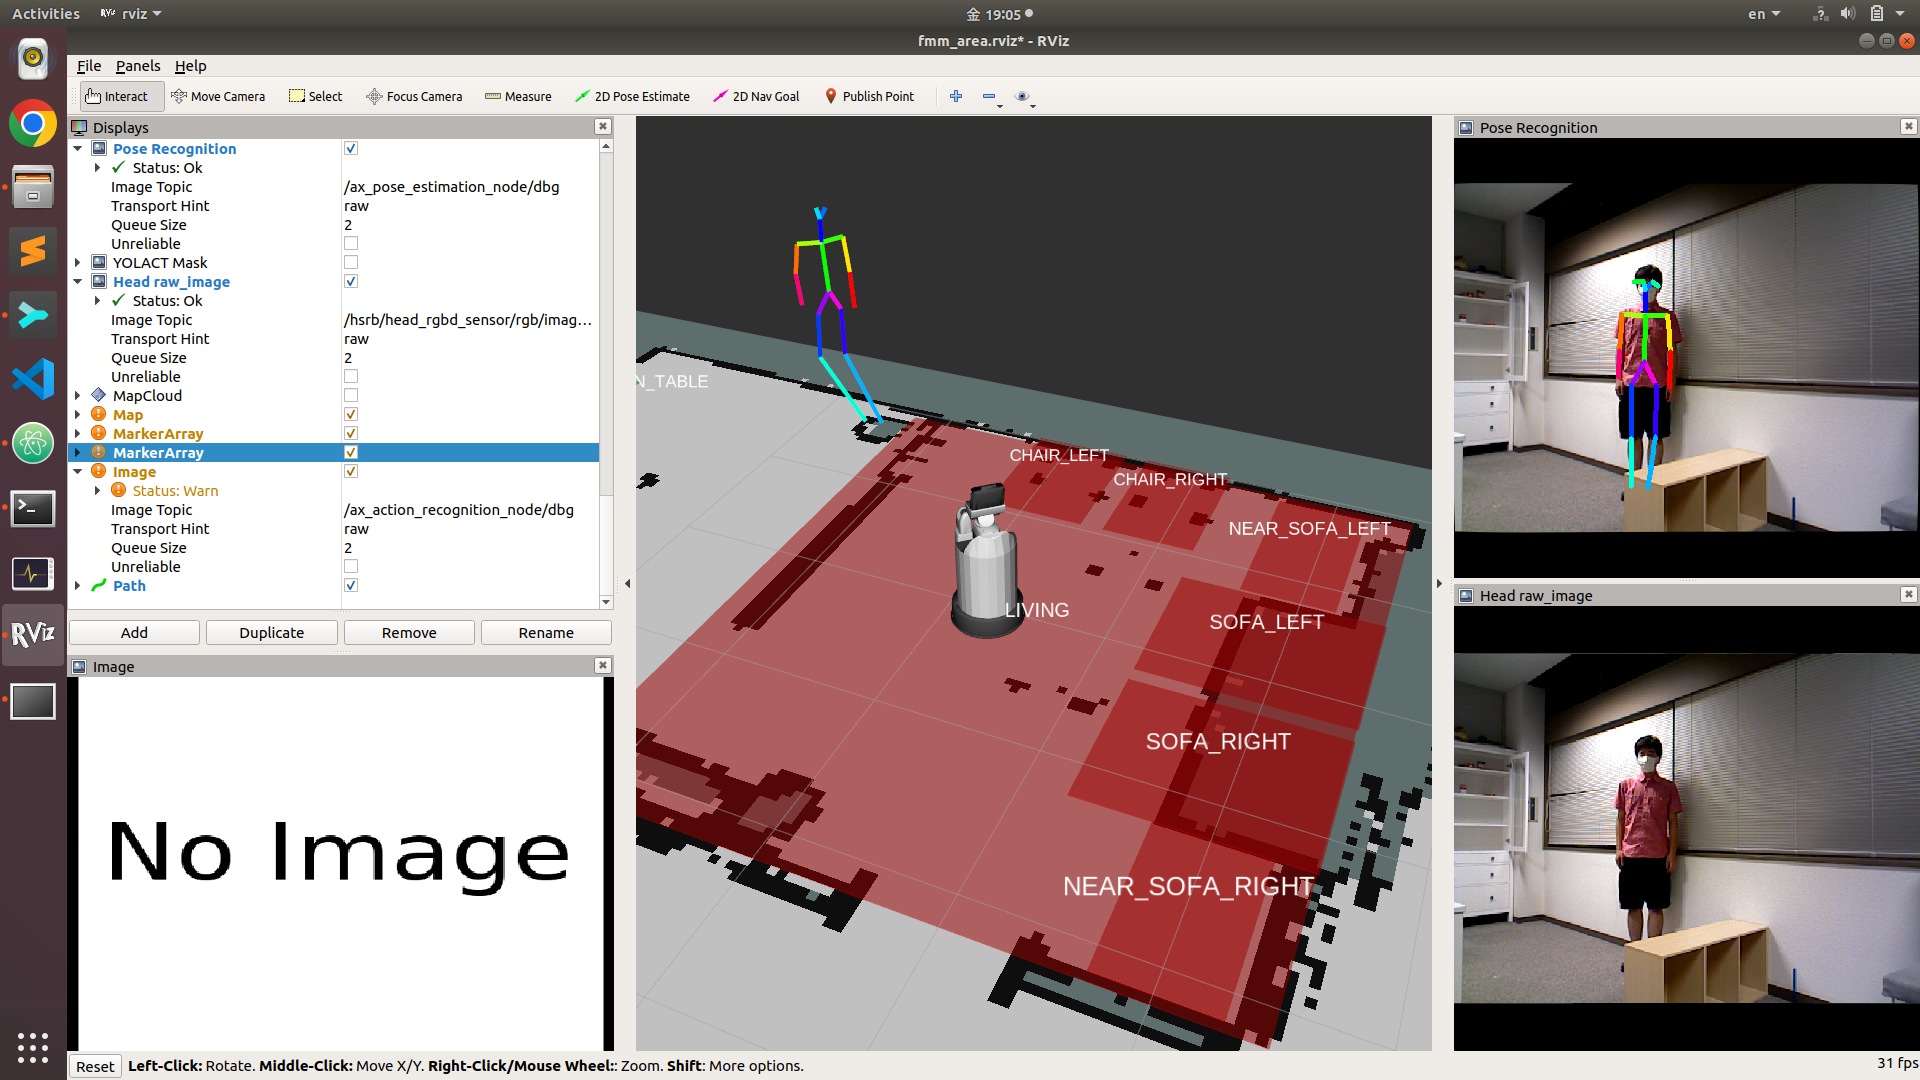 Activities
rviz
金 19:05
en
fmm_area.rviz* - RViz
File Panels Help
Interact
Move Camera
Select
Focus Camera
Measure
2D Pose Estimate
2D Nav Goal
Publish Point
Displays
Pose Recognition
Status: Ok
Image Topic /ax_pose_estimation_node/dbg
Transport Hint raw
Queue Size 2
Unreliable
YOLACT Mask
Head raw_image
Status: Ok
Image Topic /hsrb/head_rgbd_sensor/rgb/imag...
Transport Hint raw
Queue Size 2
Unreliable
MapCloud
Map
MarkerArray
MarkerArray
Image
Status: Warn
Image Topic /ax_action_recognition_node/dbg
Transport Hint raw
Queue Size 2
Unreliable
Path
Add Duplicate Remove Rename
Image
No Image
N_TABLE
CHAIR_LEFT
CHAIR_RIGHT
NEAR_SOFA_LEFT
LIVING
SOFA_LEFT
SOFA_RIGHT
NEAR_SOFA_RIGHT
Pose Recognition
Head raw_image
RViz
Reset
Left-Click: Rotate. Middle-Click: Move X/Y. Right-Click/Mouse Wheel:: Zoom. Shift: More options.
31 fps